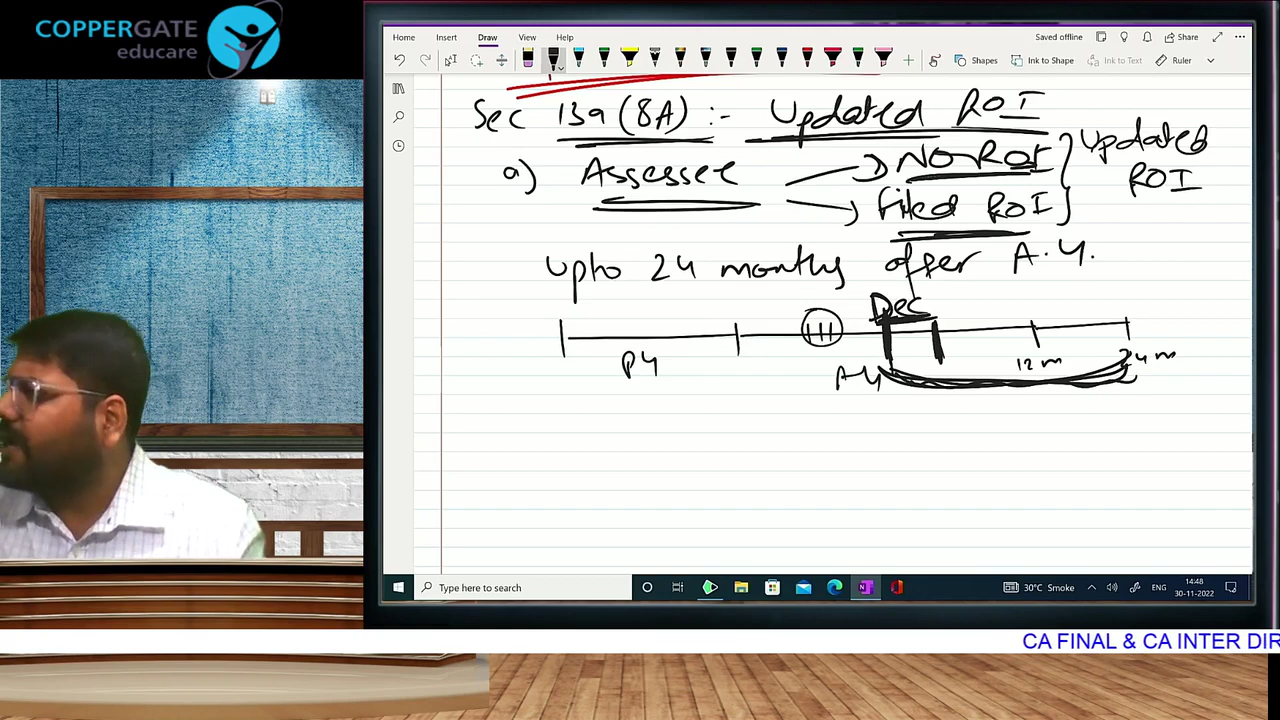 COPPERGATE
educare
Home Insert Draw View Help
Saved offline
Share
Shapes
Ink to Shape
Ink to Text
Ruler
Sec 139(8A) :- Updated ROI
a) Assessee
NO ROI
Filed ROI
Updated
ROI
upto 24 months after A.Y.
Dec
PY
AY
12 m
24 m
Type here to search
30°C Smoke
ENG
14:48
30-11-2022
CA FINAL & CA INTER DIR